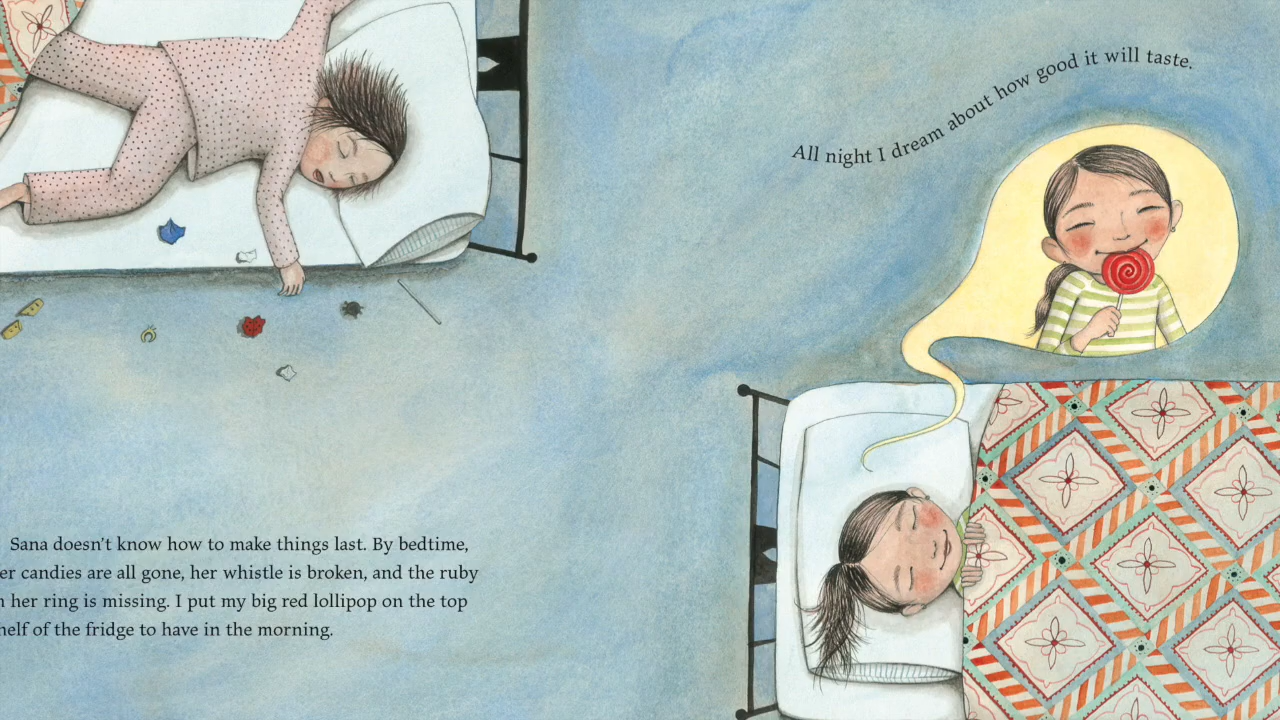 Sana doesn't know how to make things last. By bedtime,
er candies are all gone, her whistle is broken, and the ruby
n her ring is missing. I put my big red lollipop on the top
helf of the fridge to have in the morning.
All night I dream about how good it will taste.